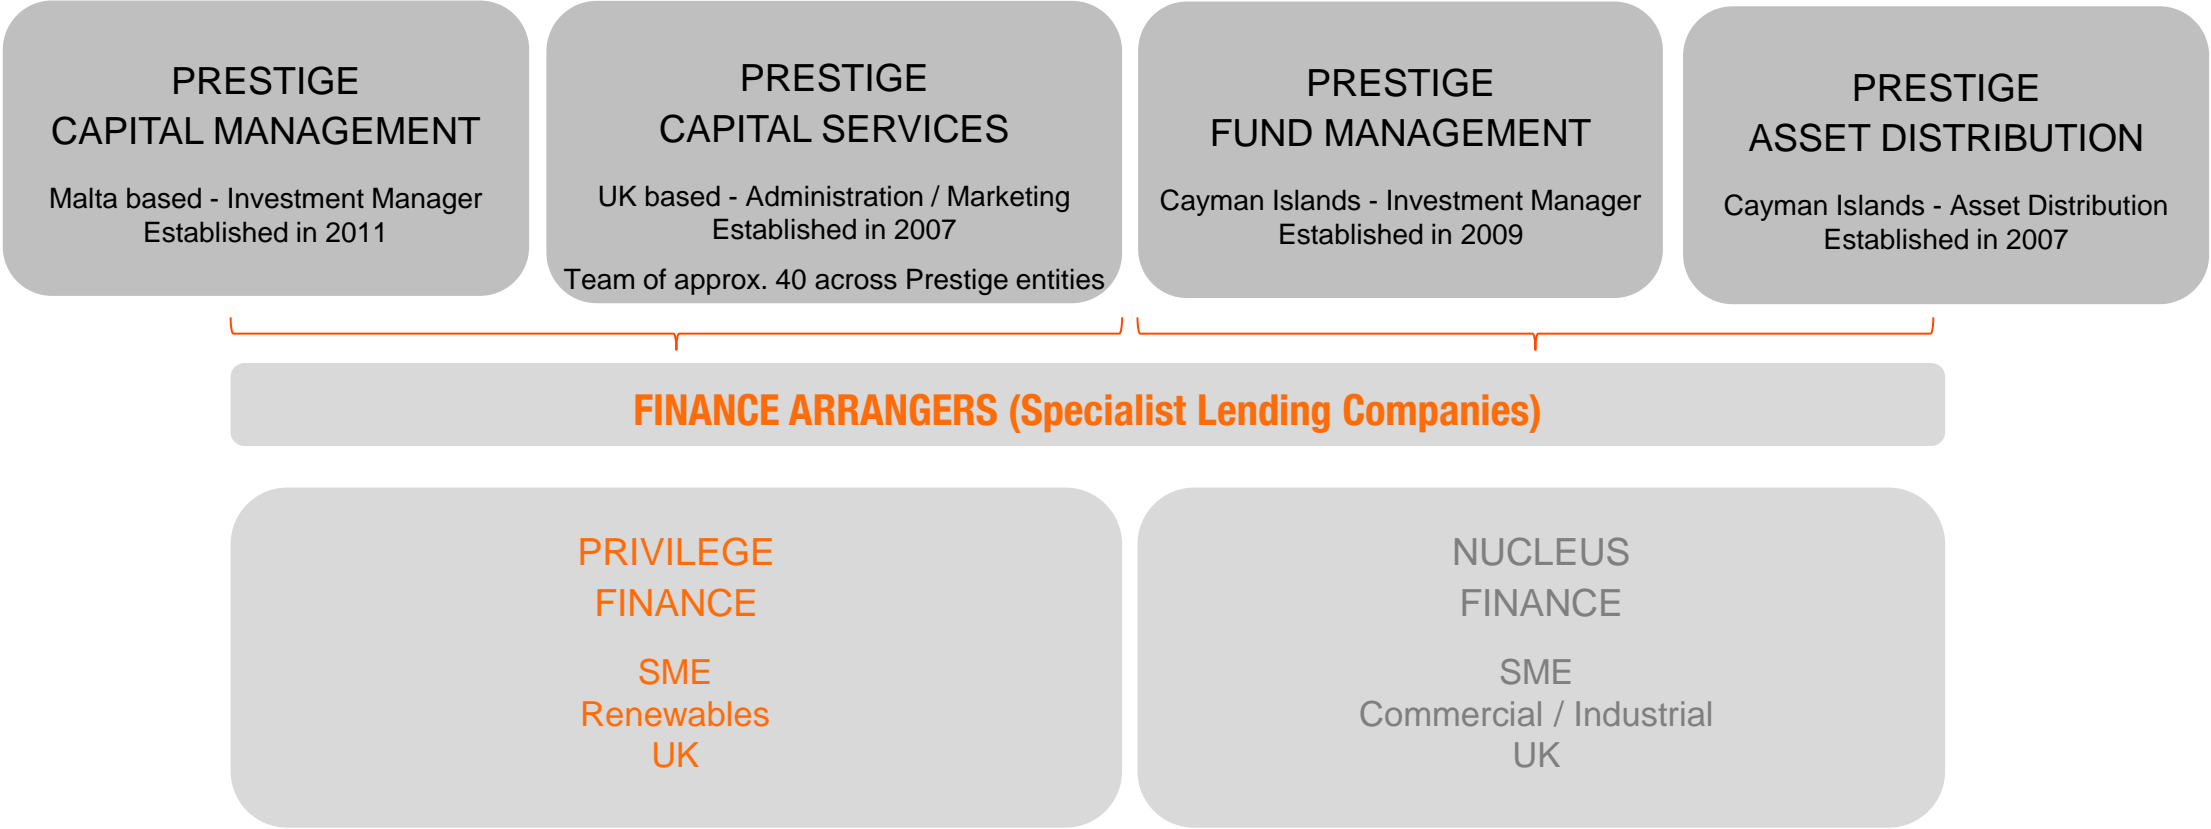 PRESTIGE
CAPITAL MANAGEMENT
Malta based - Investment Manager
Established in 2011
PRESTIGE
CAPITAL SERVICES
UK based - Administration / Marketing
Established in 2007
Team of approx. 40 across Prestige entities
PRESTIGE
FUND MANAGEMENT
Cayman Islands - Investment Manager
Established in 2009
PRESTIGE
ASSET DISTRIBUTION
Cayman Islands - Asset Distribution
Established in 2007
FINANCE ARRANGERS (Specialist Lending Companies)
PRIVILEGE
FINANCE
SME
Renewables
UK
NUCLEUS
FINANCE
SME
Commercial / Industrial
UK